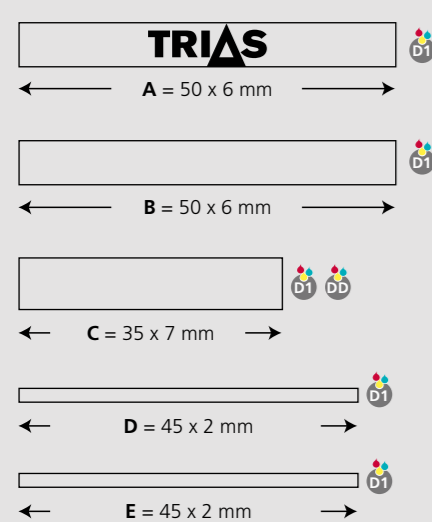 TRIAS D1
A = 50 x 6 mm
D1
B = 50 x 6 mm
D1 DD
C = 35 x 7 mm
D1
D = 45 x 2 mm
D1
E = 45 x 2 mm